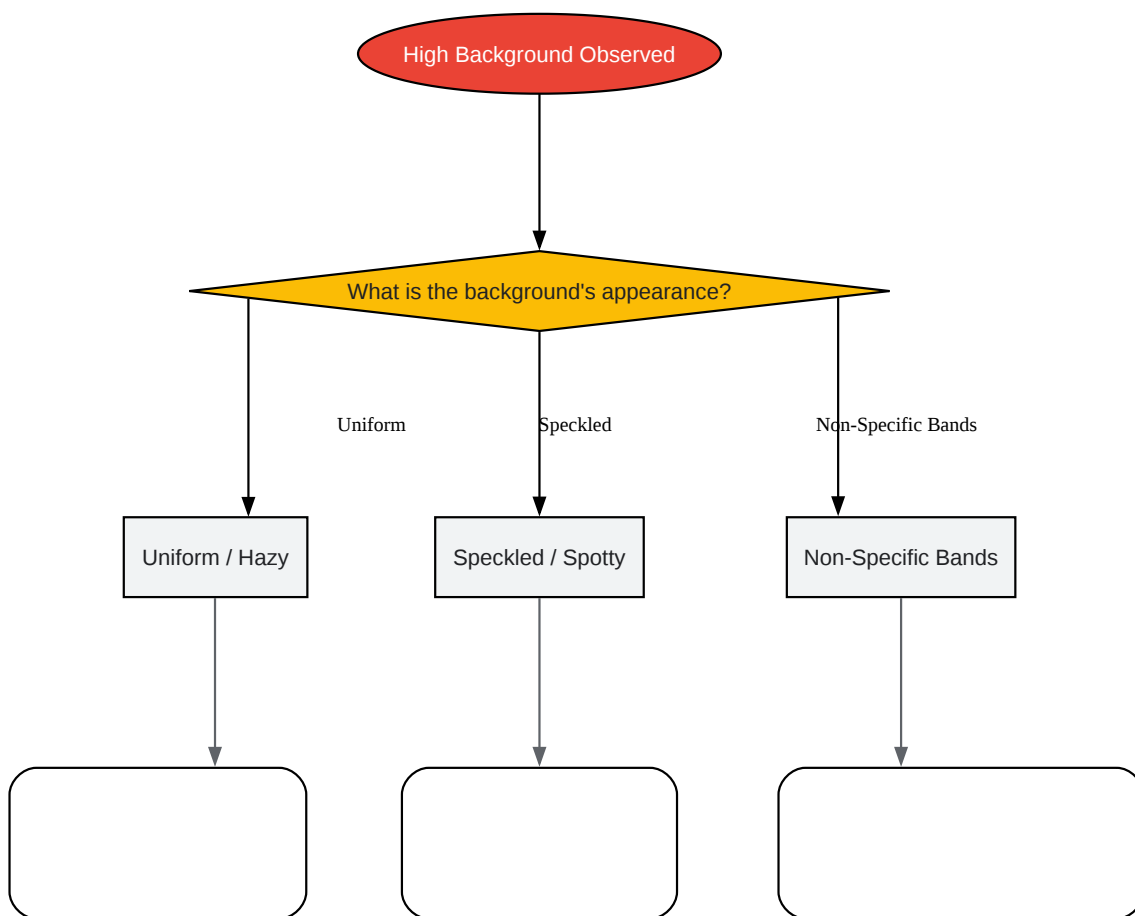 High Background Observed
What is the background's appearance?
Uniform
Speckled
Non-Specific Bands
Uniform / Hazy
Speckled / Spotty
Non-Specific Bands